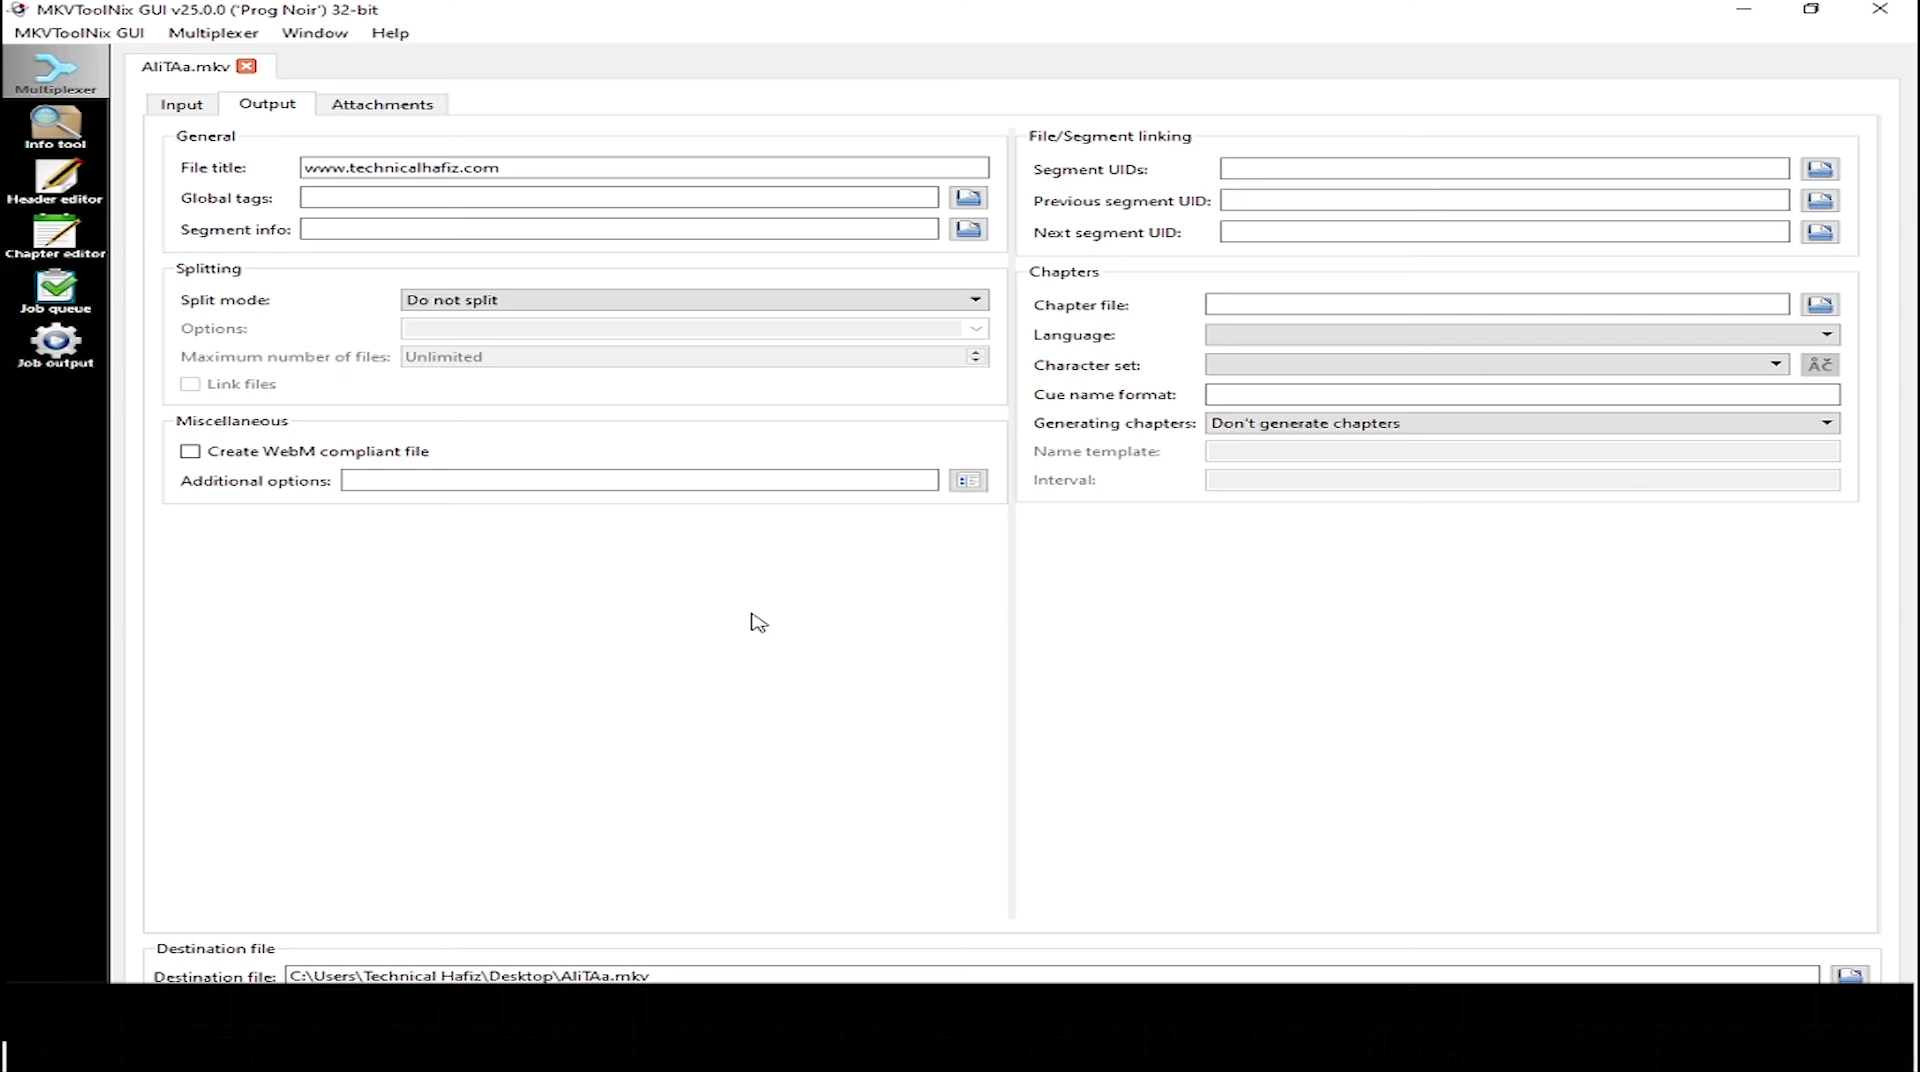 MKVToolNix GUI v25.0.0 ('Prog Noir') 32-bit
MKVToolNix GUI Multiplexer Window Help
Multiplexer
Info tool
Header editor
Chapter editor
Job queue
Job output
AliTAa.mkv
Input Output Attachments
General
File title: www.technicalhafiz.com
Global tags:
Segment info:
Splitting
Split mode: Do not split
Options:
Maximum number of files: Unlimited
Link files
Miscellaneous
Create WebM compliant file
Additional options:
File/Segment linking
Segment UIDs:
Previous segment UID:
Next segment UID:
Chapters
Chapter file:
Language:
Character set: ÅČ
Cue name format:
Generating chapters: Don't generate chapters
Name template:
Interval:
Destination file
Destination file: C:\Users\Technical Hafiz\Desktop\AliTAa.mkv